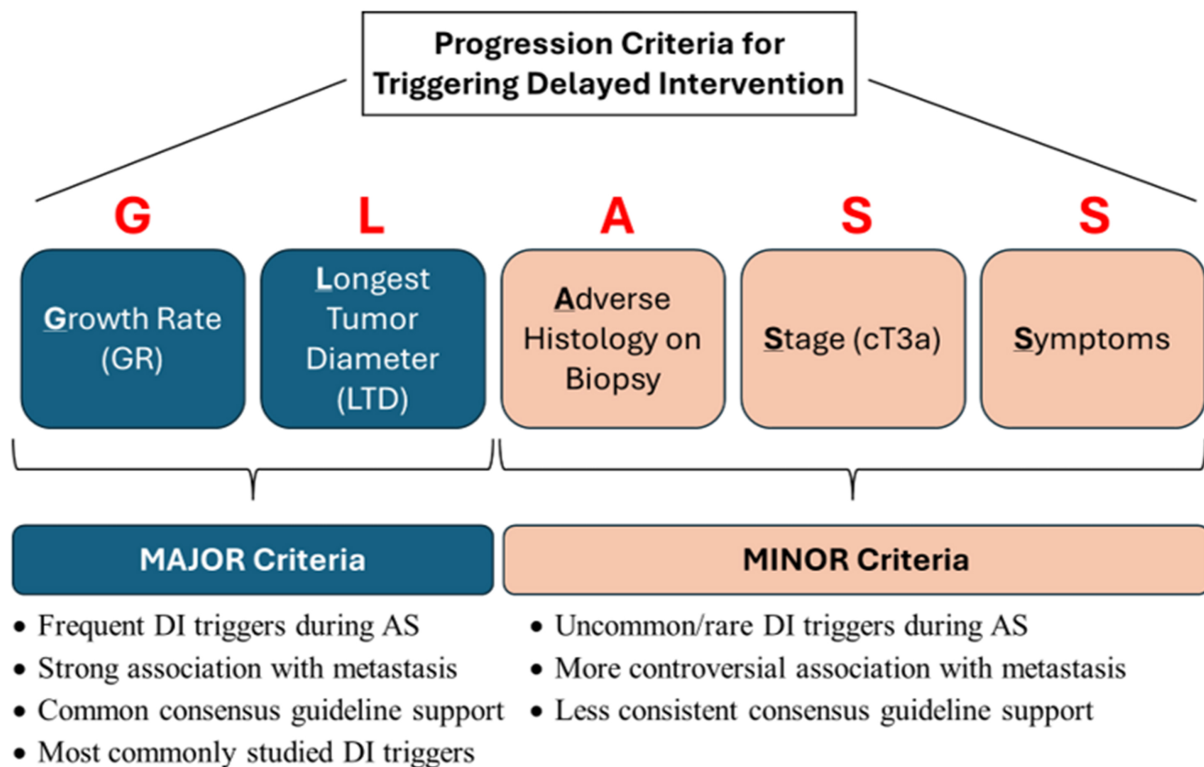 Progression Criteria for
Triggering Delayed Intervention
G
L
A
S
S
Growth Rate
(GR)
Longest
Tumor
Diameter
(LTD)
Adverse
Histology on
Biopsy
Stage (cT3a)
Symptoms
MAJOR Criteria
• Frequent DI triggers during AS
• Strong association with metastasis
• Common consensus guideline support
• Most commonly studied DI triggers
MINOR Criteria
• Uncommon/rare DI triggers during AS
• More controversial association with metastasis
• Less consistent consensus guideline support